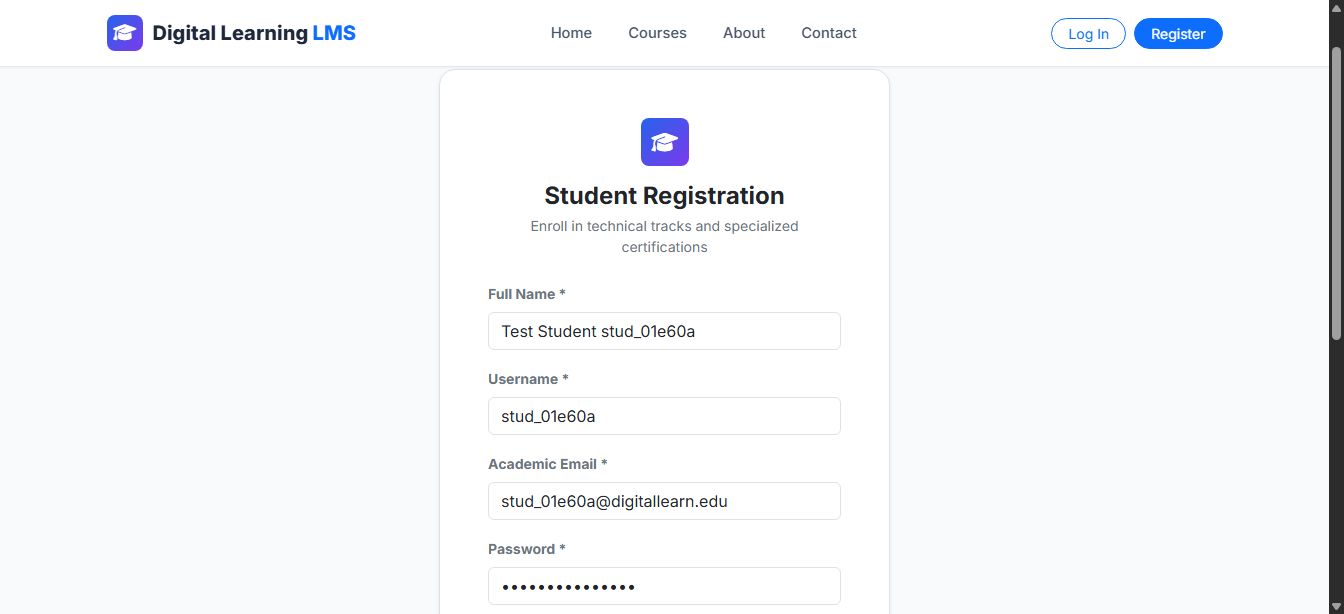 Digital Learning LMS
Home
Courses
About
Contact
Log In
Register
Student Registration
Enroll in technical tracks and specialized
certifications
Full Name *
Test Student stud_01e60a
Username *
stud_01e60a
Academic Email *
stud_01e60a@digitallearn.edu
Password *
•••••••••••••••